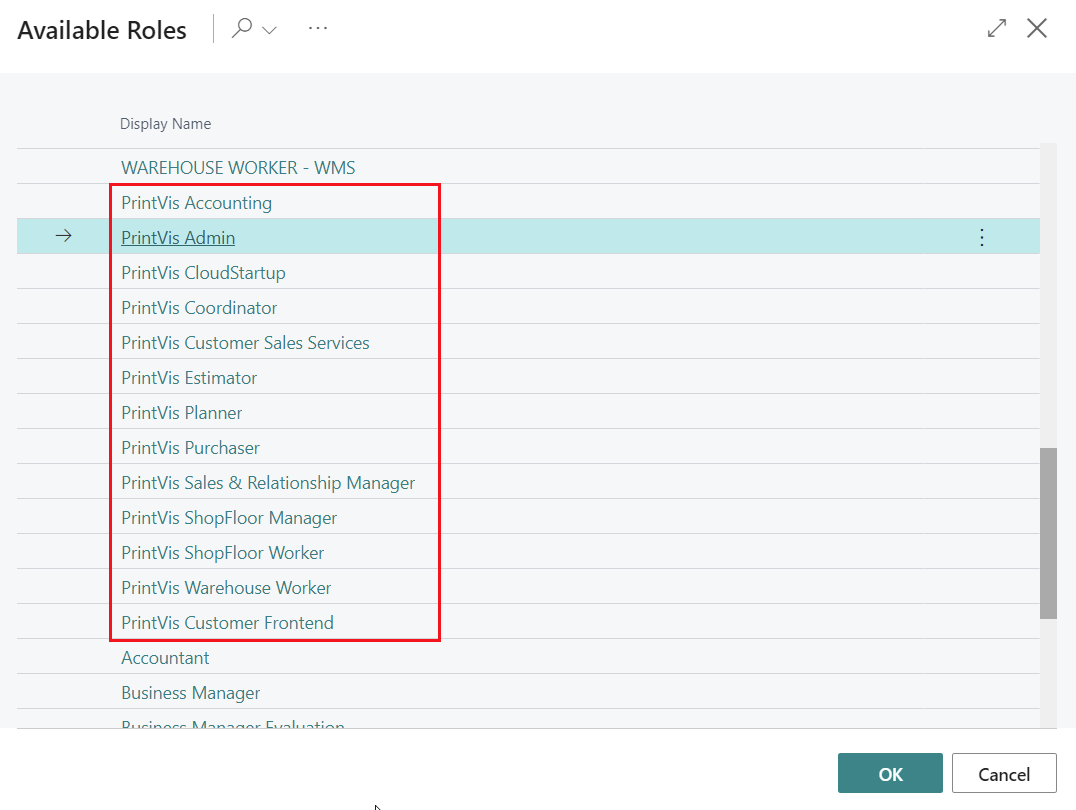 Available Roles
Display Name
WAREHOUSE WORKER - WMS
PrintVis Accounting
PrintVis Admin
PrintVis CloudStartup
PrintVis Coordinator
PrintVis Customer Sales Services
PrintVis Estimator
PrintVis Planner
PrintVis Purchaser
PrintVis Sales & Relationship Manager
PrintVis ShopFloor Manager
PrintVis ShopFloor Worker
PrintVis Warehouse Worker
PrintVis Customer Frontend
Accountant
Business Manager
Business Manager Evaluation
OK
Cancel